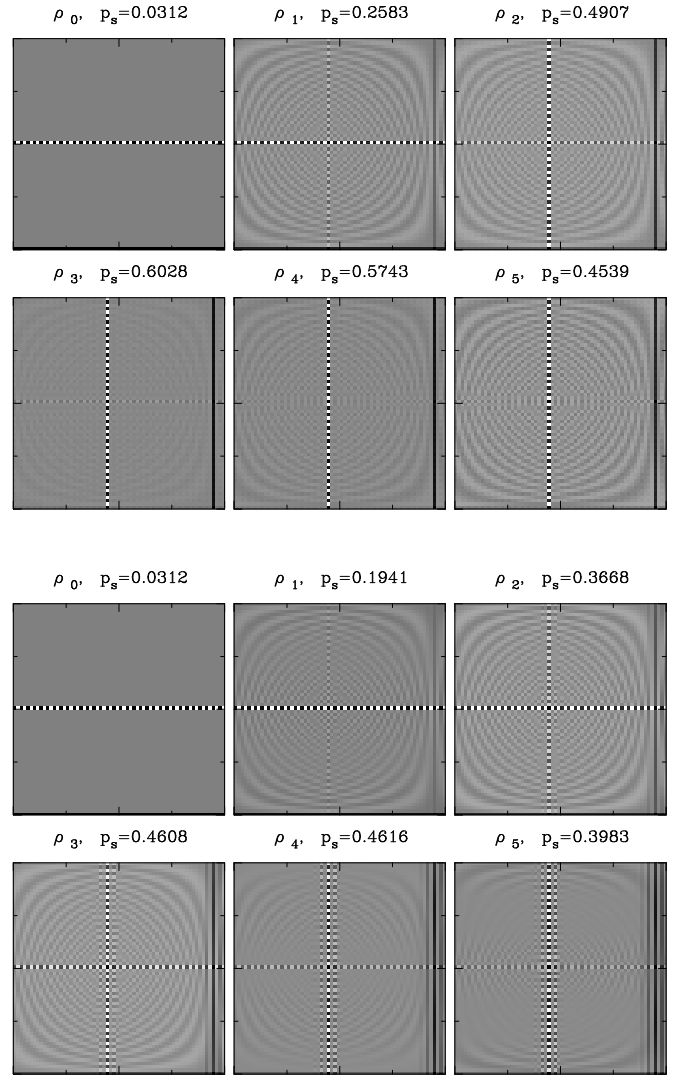 ρ 0, ps=0.0312 ρ 1, ps=0.2583 ρ 2, ps=0.4907
ρ 3, ps=0.6028 ρ 4, ps=0.5743 ρ 5, ps=0.4539
ρ 0, ps=0.0312 ρ 1, ps=0.1941 ρ 2, ps=0.3668
ρ 3, ps=0.4608 ρ 4, ps=0.4616 ρ 5, ps=0.3983